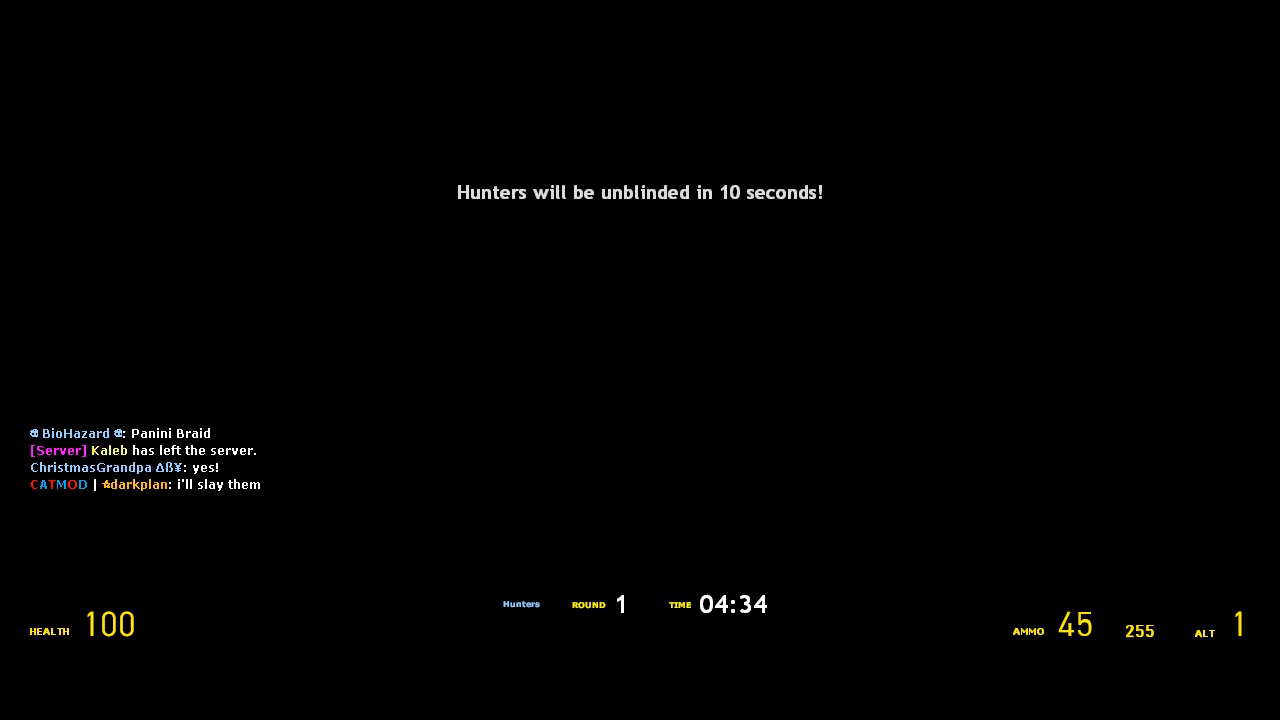 Hunters will be unblinded in 10 seconds!
BioHazard : Panini Braid
[Server] Kaleb has left the server.
ChristmasGrandpa Δß¥: yes!
CATMOD | darkplan: i'll slay them
Hunters ROUND 1 TIME 04:34
HEALTH 100 AMMO 45 255 ALT 1